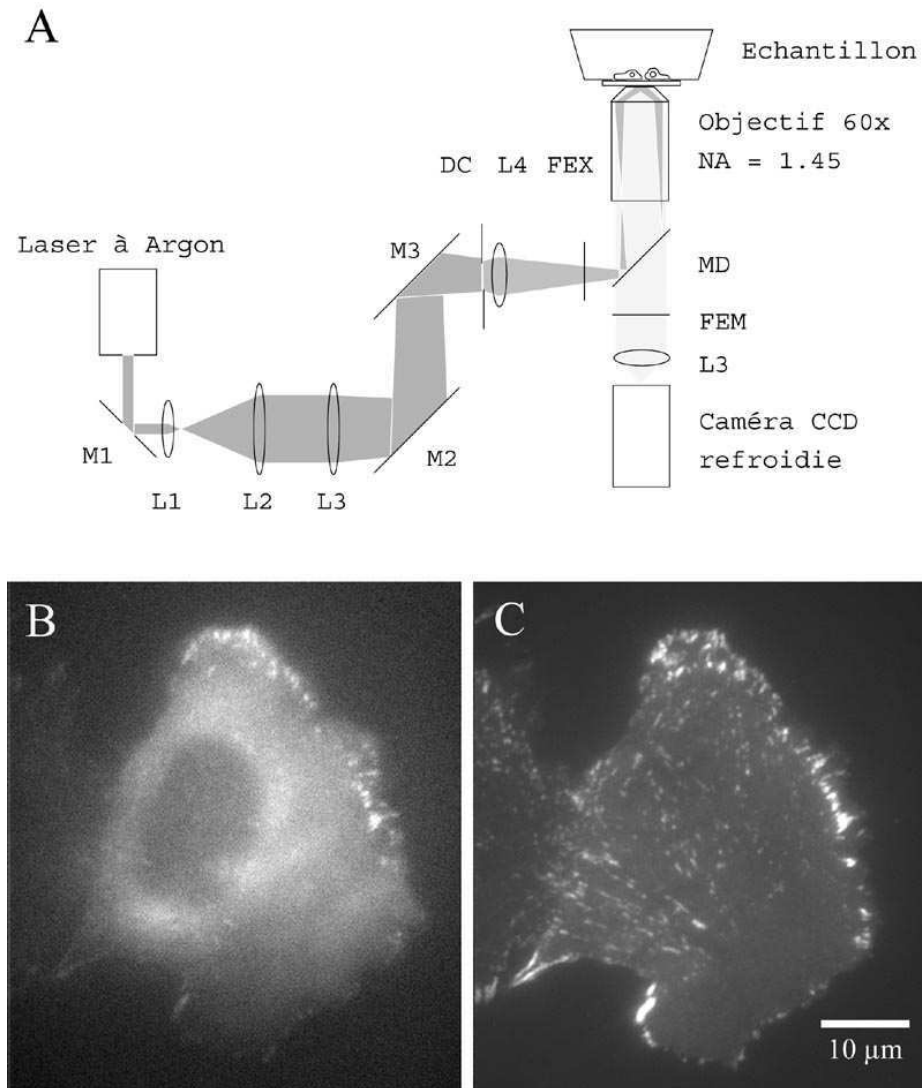 A
Echantillon
Objectif 60x
NA = 1.45
DC L4 FEX
Laser à Argon
M3
MD
FEM
L3
Caméra CCD
refroidie
M1
M2
L1
L2
L3
B
C
10 µm